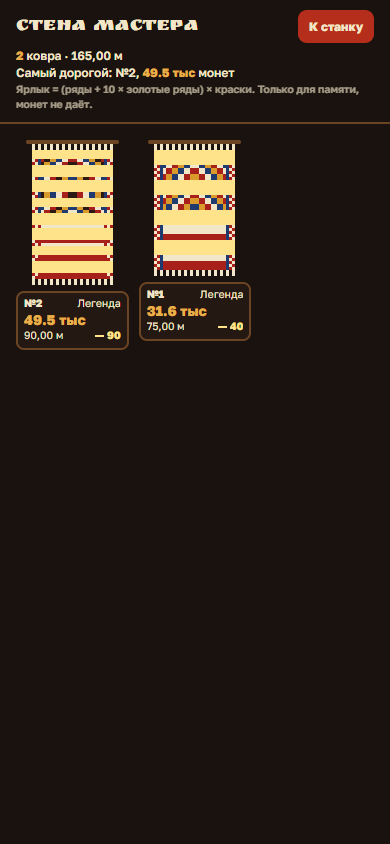 СТЕНА МАСТЕРА
К станку
2 ковра · 165,00 м
Самый дорогой: №2, 49.5 тыс монет
Ярлык = (ряды + 10 × золотые ряды) × краски. Только для памяти,
монет не даёт.
№2 Легенда
49.5 тыс
90,00 м — 90
№1 Легенда
31.6 тыс
75,00 м — 40